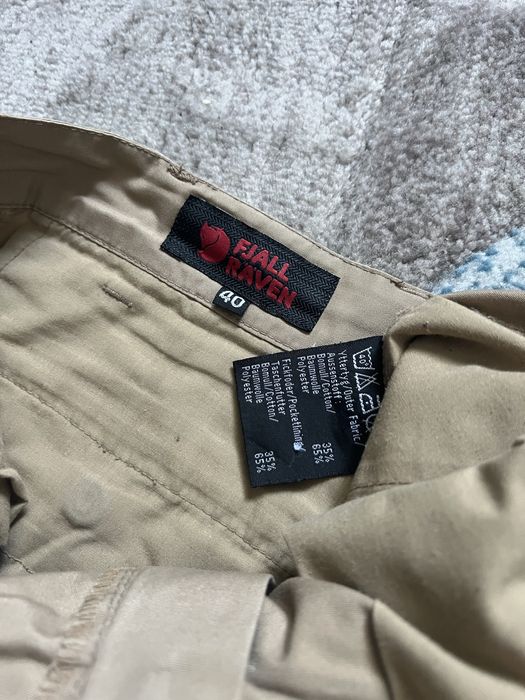 FJALL
RAVEN
40
Yttertyg/Outer Fabric/
Aussenstoff:
Bomull/Cotton/
Baumwolle 35%
Polyester 65%
Fickfoder/Pocketlining/
Taschenfutter
Bomull/Cotton/
Baumwolle 35%
Polyester 65%